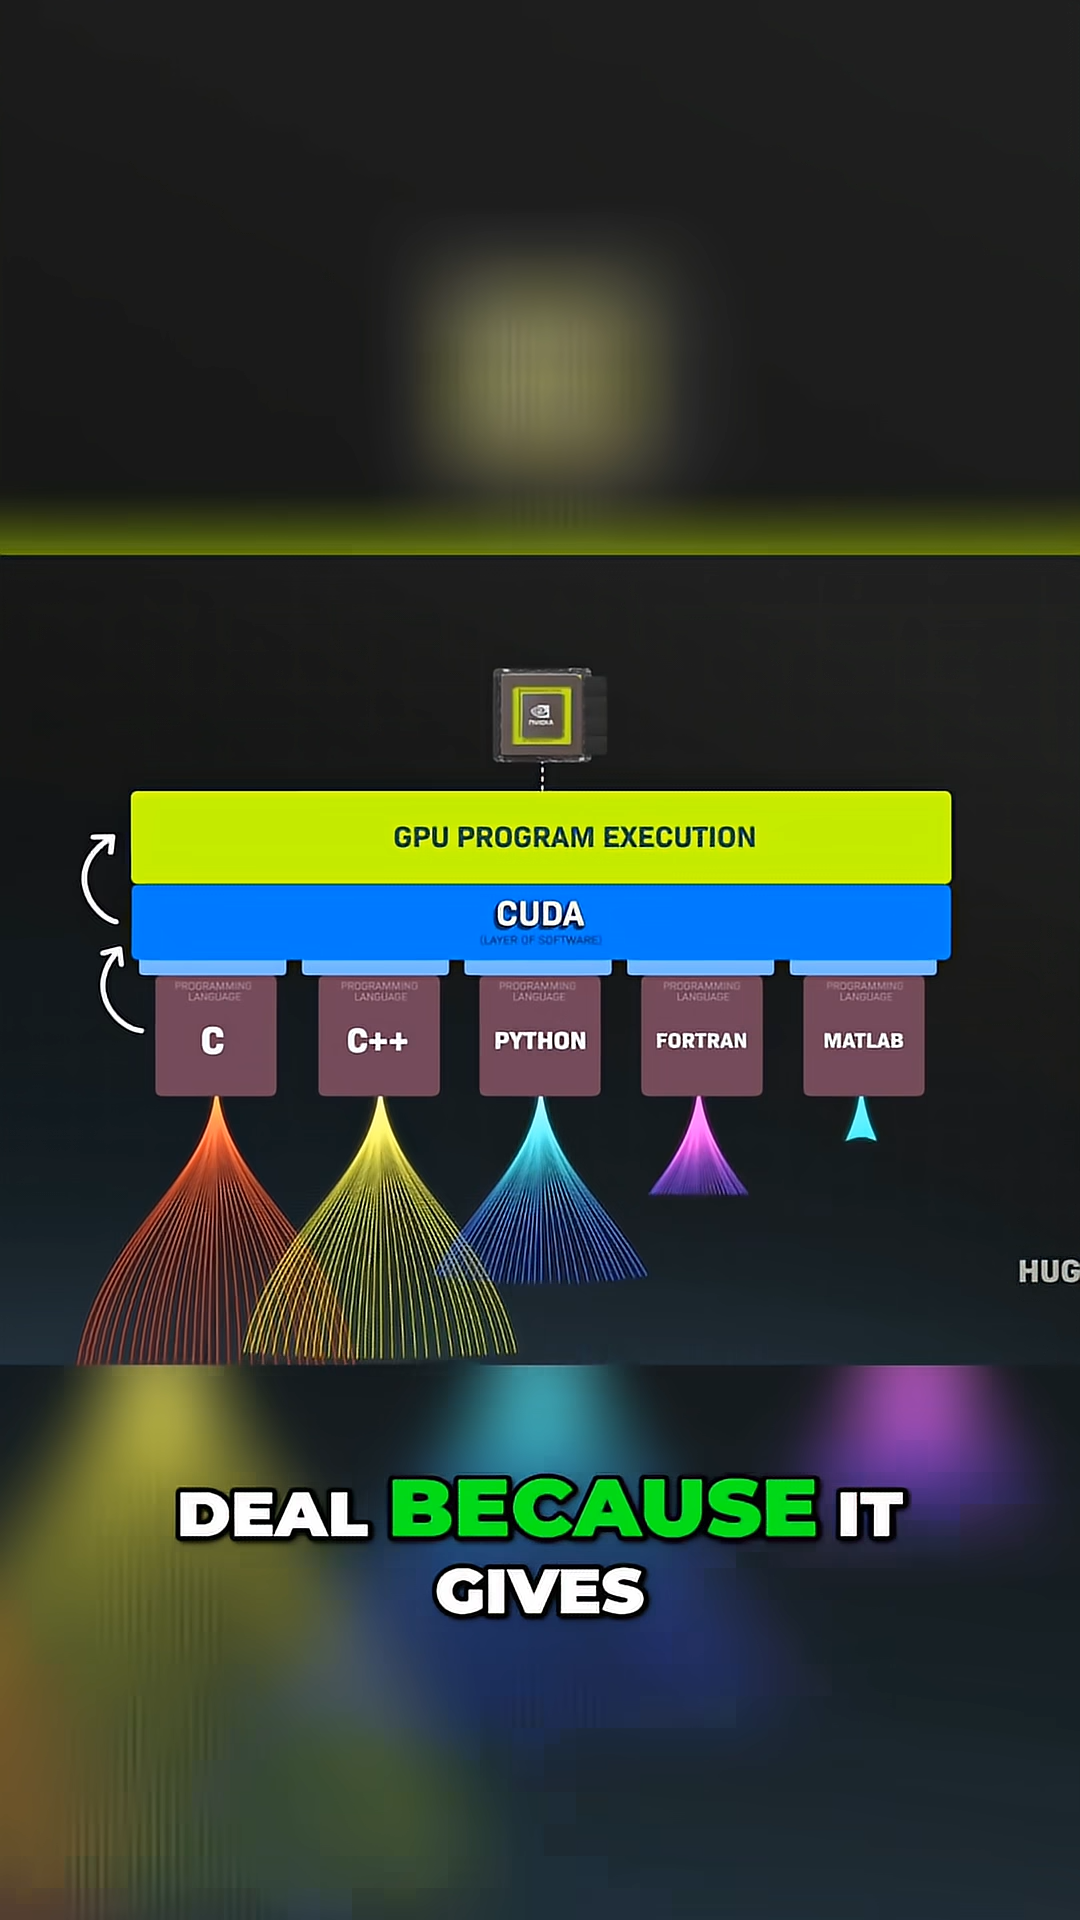 NVIDIA
GPU PROGRAM EXECUTION
CUDA
(LAYER OF SOFTWARE)
PROGRAMMING
LANGUAGE
C
PROGRAMMING
LANGUAGE
C++
PROGRAMMING
LANGUAGE
PYTHON
PROGRAMMING
LANGUAGE
FORTRAN
PROGRAMMING
LANGUAGE
MATLAB
HUG
DEAL BECAUSE IT
GIVES